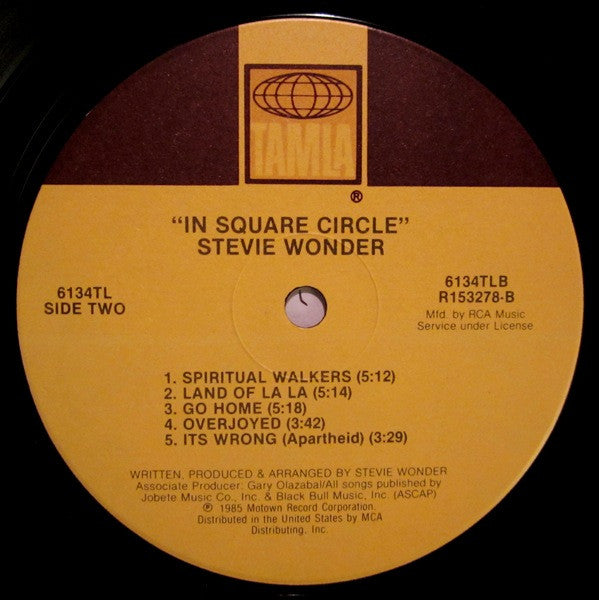 TAMLA
®
"IN SQUARE CIRCLE"
STEVIE WONDER
6134TL
SIDE TWO
6134TLB
R153278-B
Mfd. by RCA Music
Service under License
1. SPIRITUAL WALKERS (5:12)
2. LAND OF LA LA (5:14)
3. GO HOME (5:18)
4. OVERJOYED (3:42)
5. ITS WRONG (Apartheid) (3:29)
WRITTEN, PRODUCED & ARRANGED BY STEVIE WONDER
Associate Producer: Gary Olazabal/All songs published by
Jobete Music Co., Inc. & Black Bull Music, Inc. (ASCAP)
℗ 1985 Motown Record Corporation.
Distributed in the United States by MCA
Distributing, Inc.